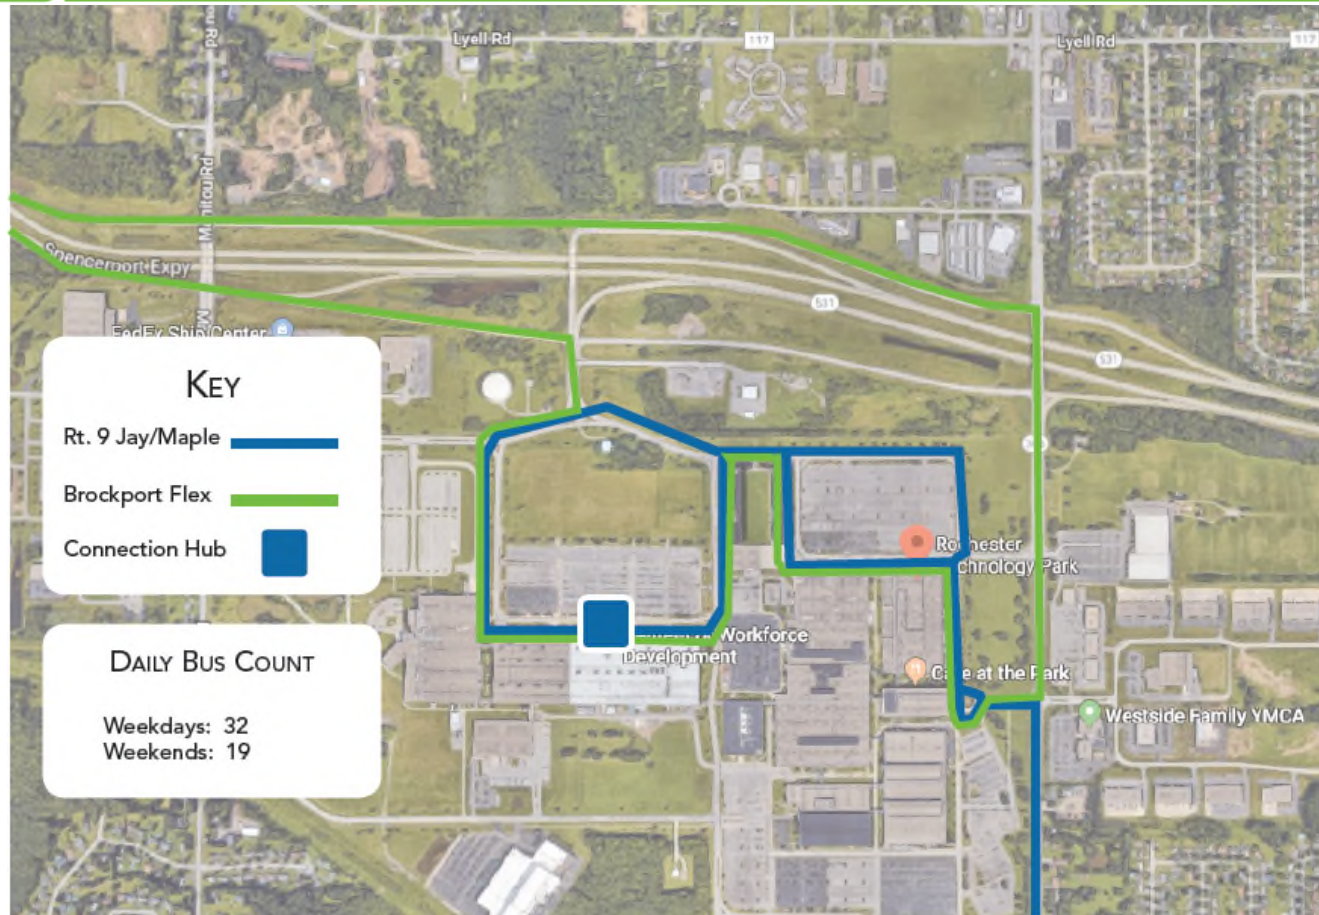 Lyell Rd
117
Lyell Rd
117
Manitou Rd
Spencerport Expy
531
531
FedEx Ship Center
KEY
Rt. 9 Jay/Maple
Brockport Flex
Connection Hub
Rochester
Technology Park
Workforce
Development
Cafe at the Park
Westside Family YMCA
DAILY BUS COUNT
Weekdays: 32
Weekends: 19